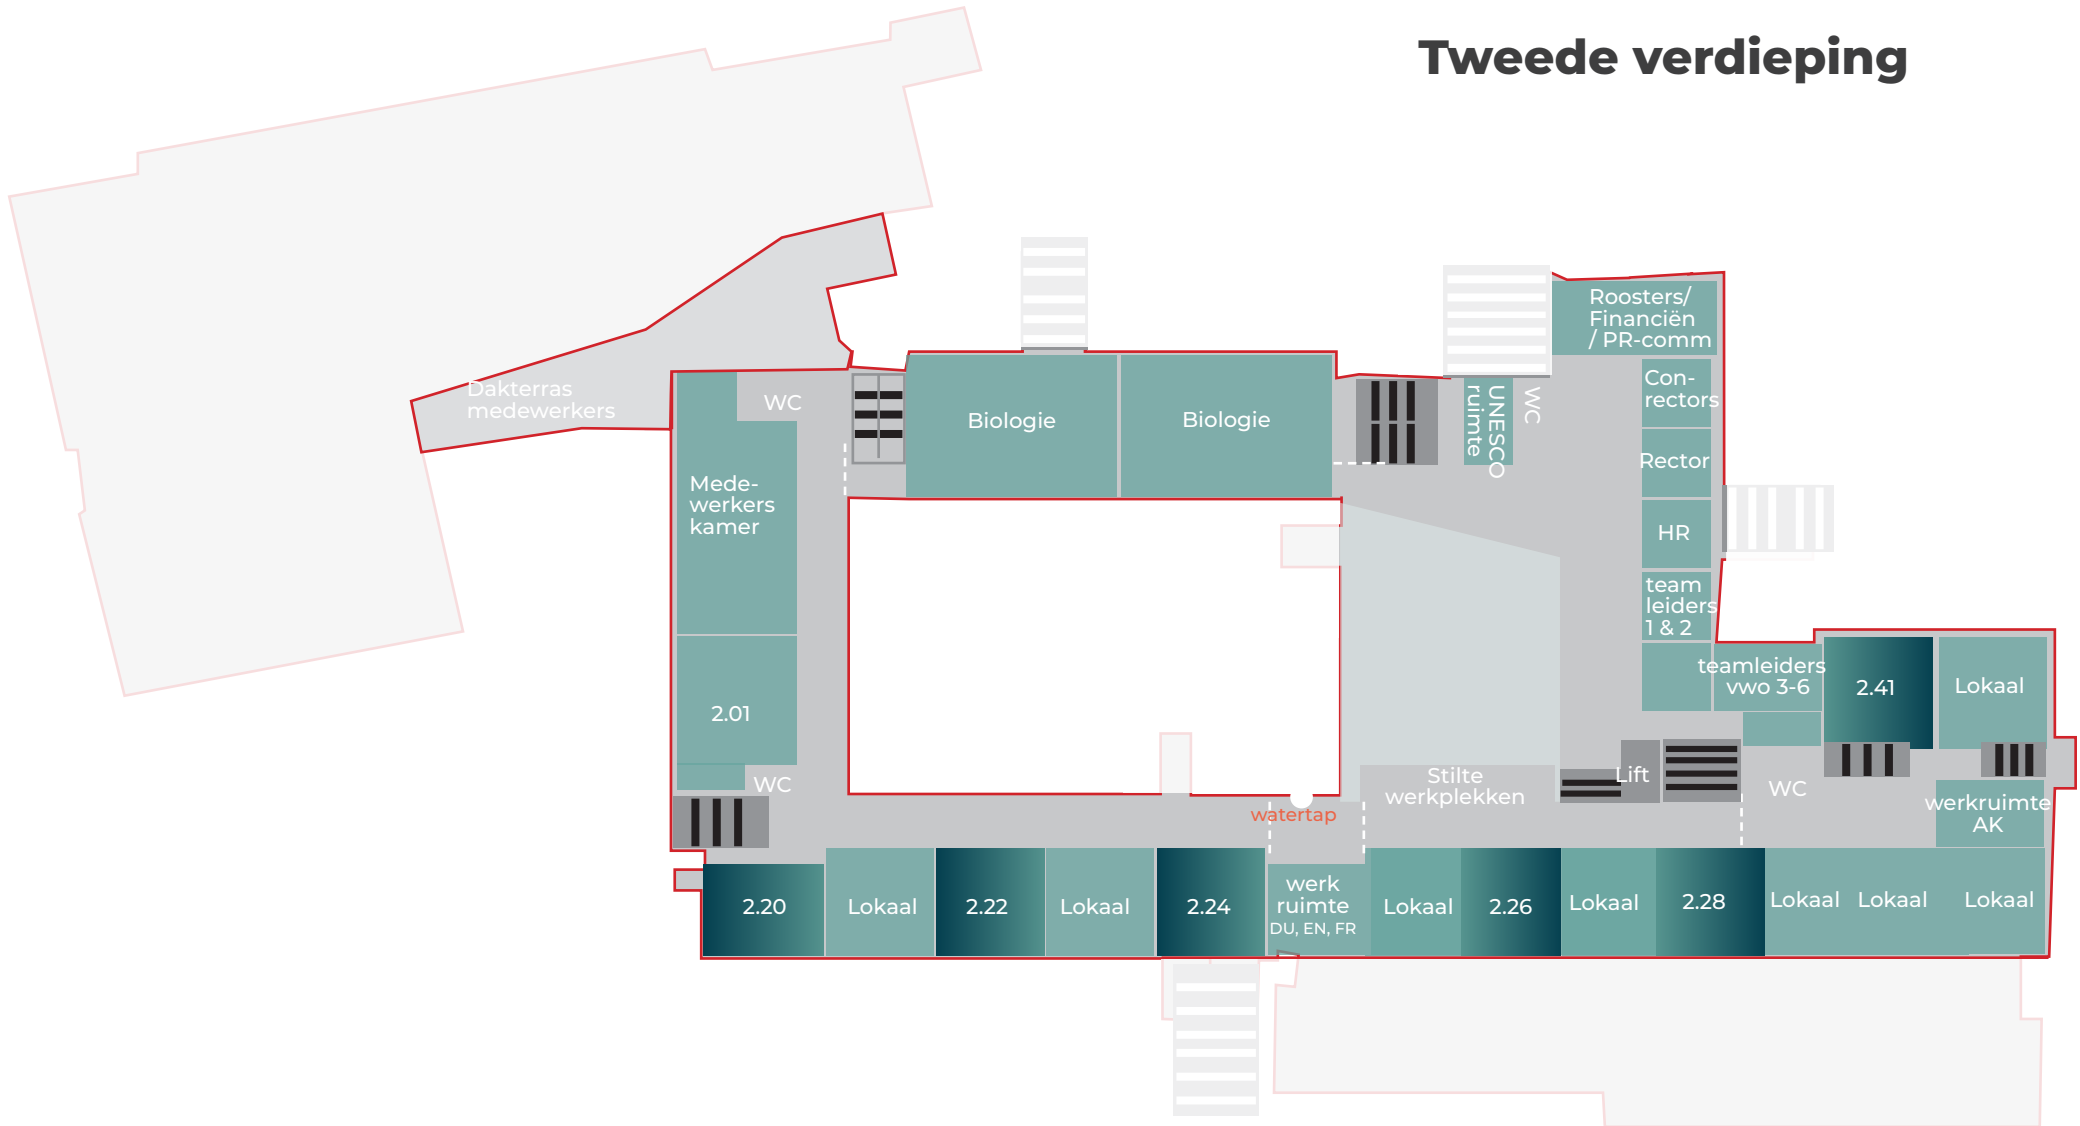 Tweede verdieping
Roosters/
Financiën
/ PR-comm
Dakterras
medewerkers
WC
Biologie
Biologie
UNESCO
ruimte
WC
Con-
rectors
Rector
HR
team
leiders
1 & 2
Mede-
werkers
kamer
teamleiders
vwo 3-6
2.41
Lokaal
2.01
WC
Stilte
werkplekken
Lift
WC
watertap
werkruimte
AK
2.20
Lokaal
2.22
Lokaal
2.24
werk
ruimte
DU, EN, FR
Lokaal
2.26
Lokaal
2.28
Lokaal
Lokaal
Lokaal